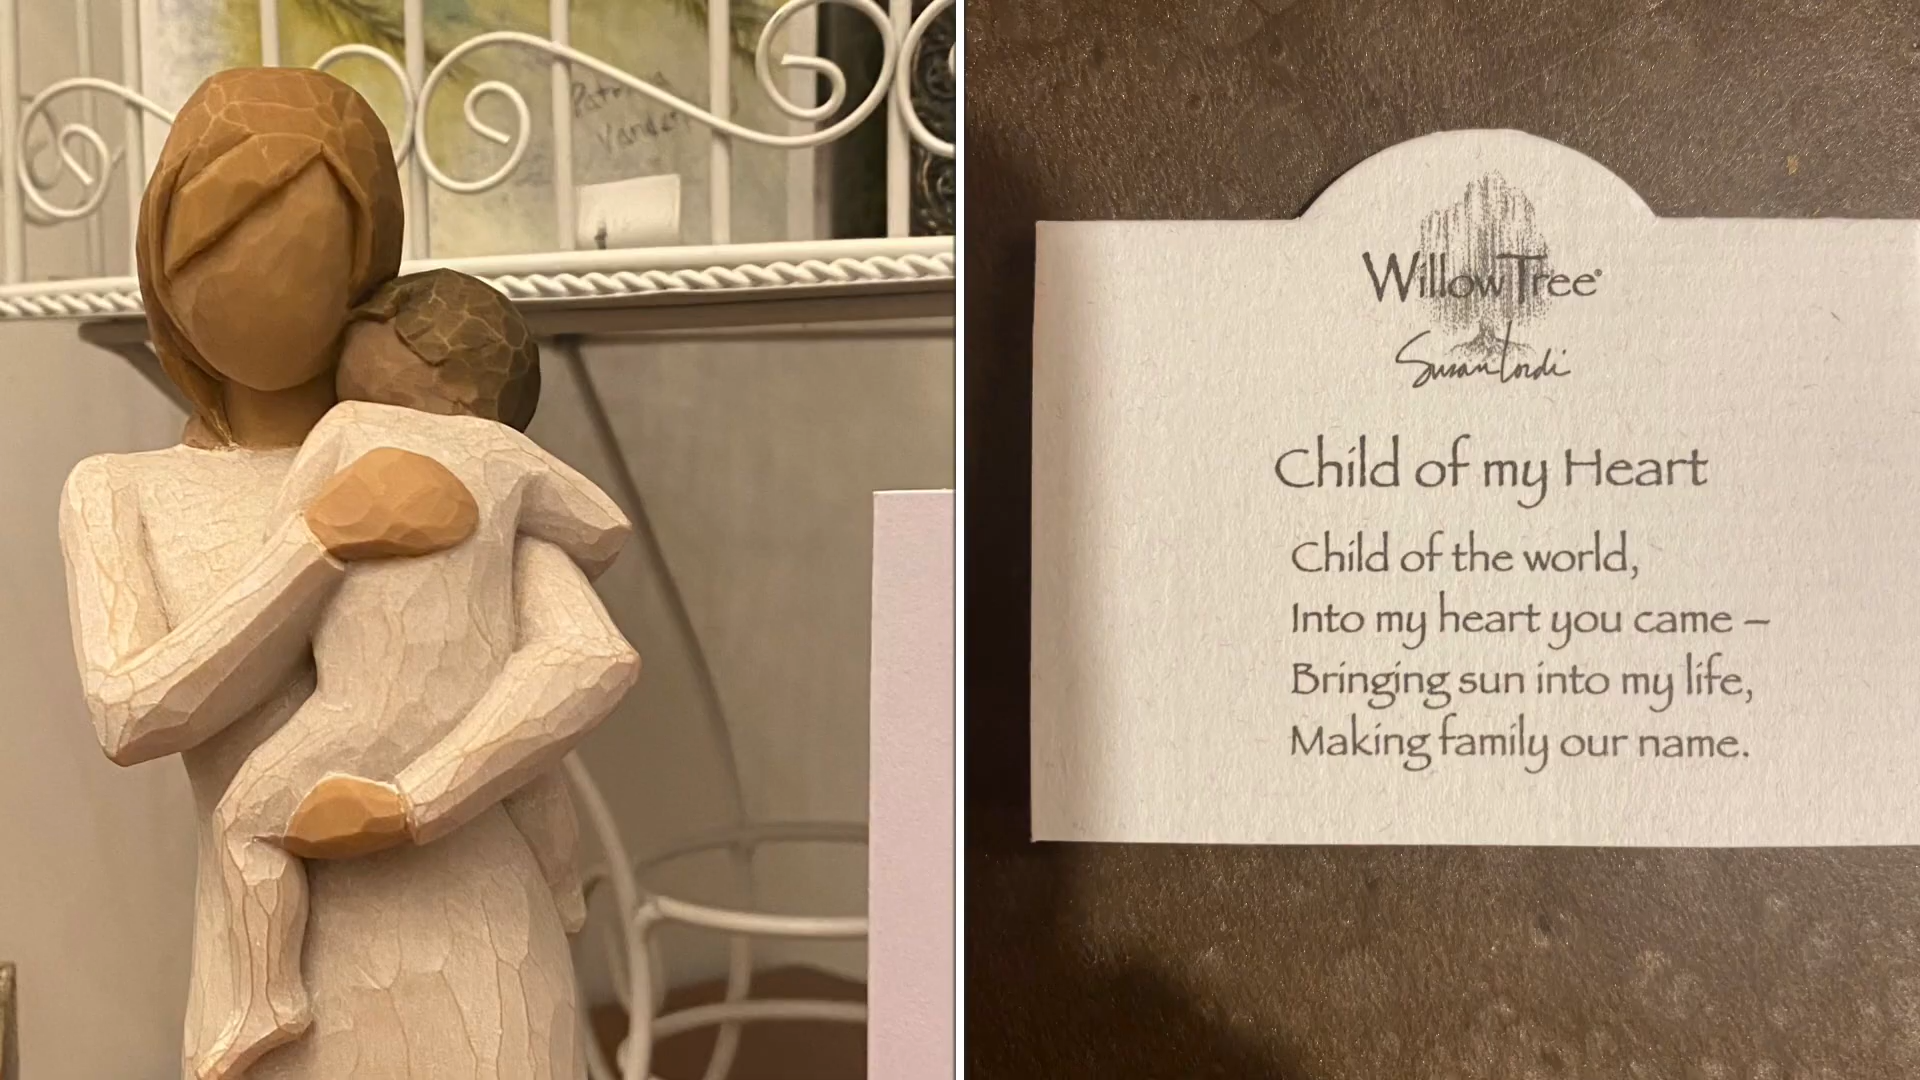 Willow Tree®
Susan Lordi
Child of my Heart
Child of the world,
Into my heart you came –
Bringing sun into my life,
Making family our name.